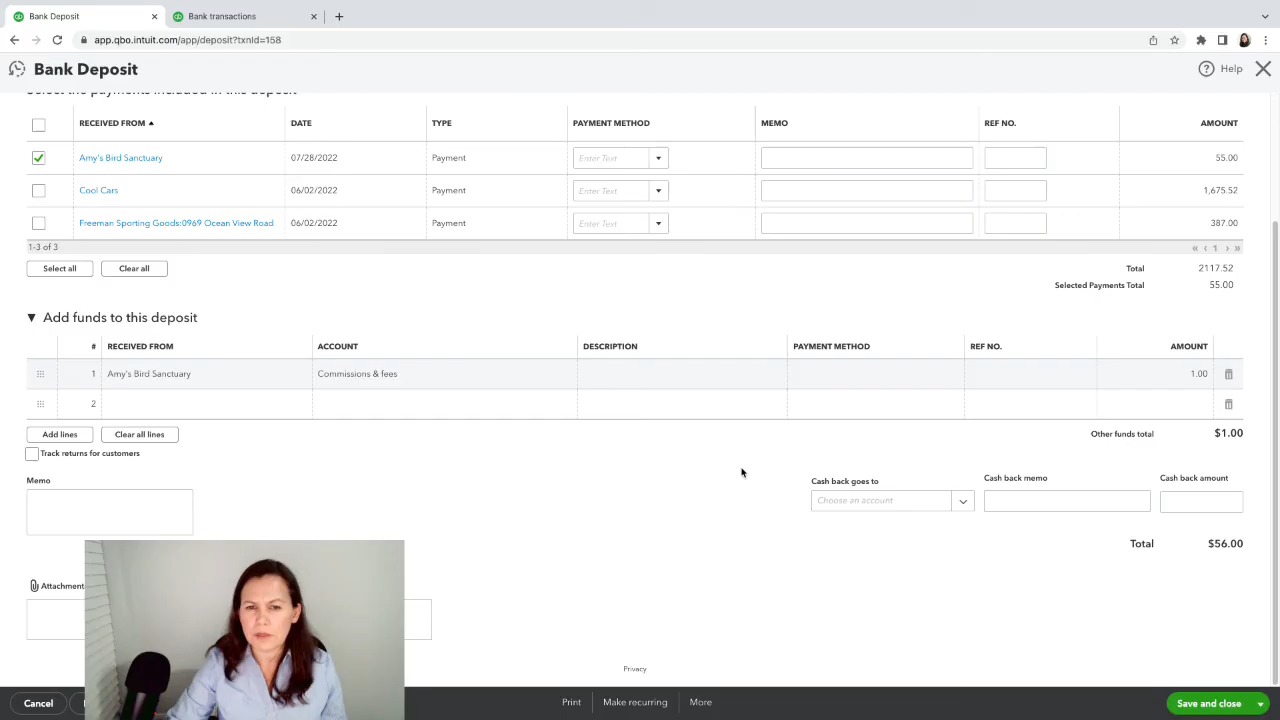 Bank Deposit
Bank transactions
app.qbo.intuit.com/app/deposit?txnId=158
Bank Deposit
Help
Select the payments included in this deposit
RECEIVED FROM DATE TYPE PAYMENT METHOD MEMO REF NO. AMOUNT
Amy's Bird Sanctuary 07/28/2022 Payment Enter Text 55.00
Cool Cars 06/02/2022 Payment Enter Text 1,675.52
Freeman Sporting Goods:0969 Ocean View Road 06/02/2022 Payment Enter Text 387.00
1-3 of 3 « ‹ 1 › »
Select all Clear all Total 2117.52
Selected Payments Total 55.00
Add funds to this deposit
# RECEIVED FROM ACCOUNT DESCRIPTION PAYMENT METHOD REF NO. AMOUNT
1 Amy's Bird Sanctuary Commissions & fees 1.00
2
Add lines Clear all lines Other funds total $1.00
Track returns for customers
Memo Cash back goes to Cash back memo Cash back amount
Choose an account
Total $56.00
Attachment
Privacy
Cancel Print Make recurring More Save and close